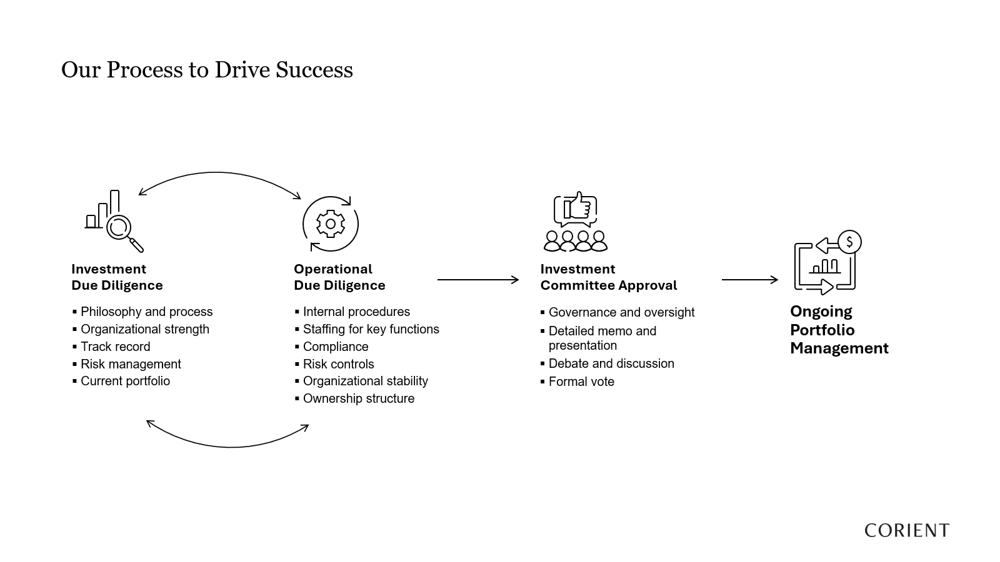 Our Process to Drive Success
Investment
Due Diligence
▪ Philosophy and process
▪ Organizational strength
▪ Track record
▪ Risk management
▪ Current portfolio
Operational
Due Diligence
▪ Internal procedures
▪ Staffing for key functions
▪ Compliance
▪ Risk controls
▪ Organizational stability
▪ Ownership structure
Investment
Committee Approval
▪ Governance and oversight
▪ Detailed memo and
presentation
▪ Debate and discussion
▪ Formal vote
$
Ongoing
Portfolio
Management
CORIENT